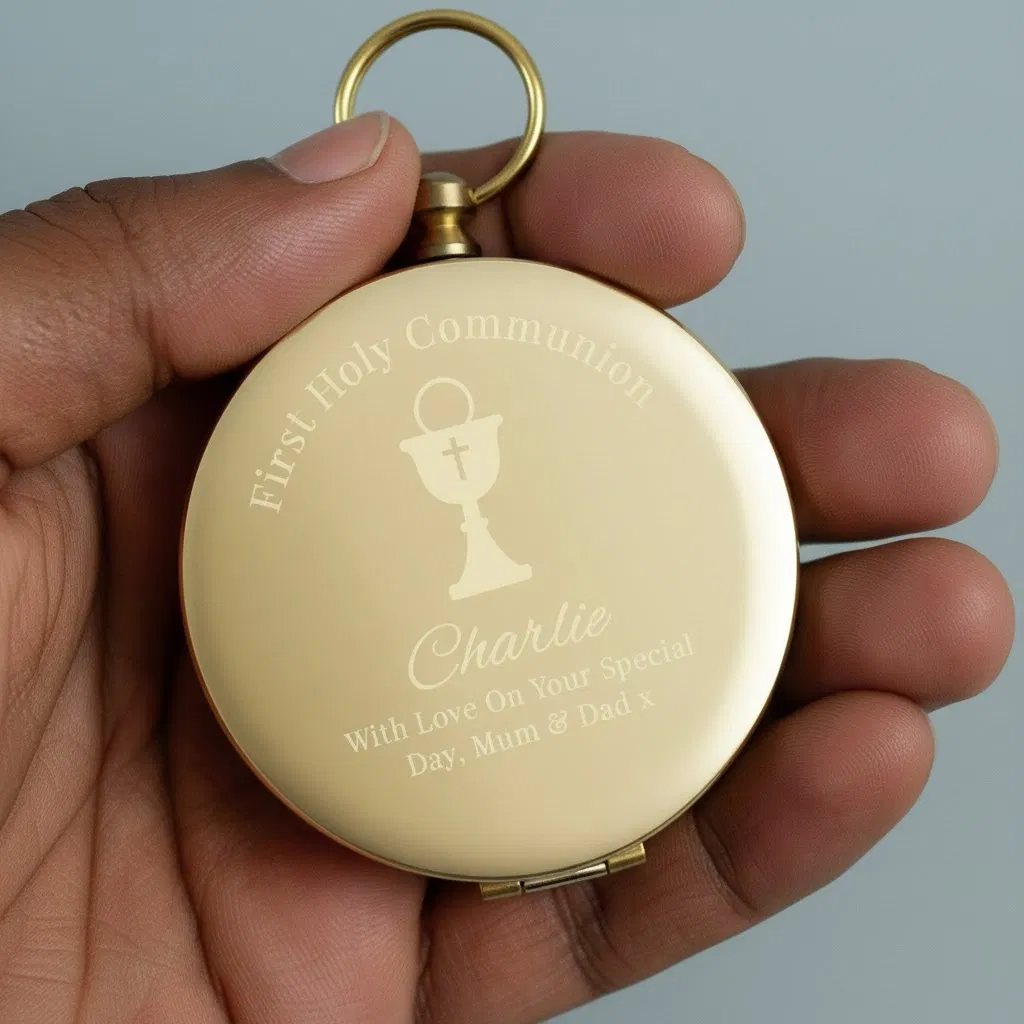 First Holy Communion
Charlie
With Love On Your Special
Day, Mum & Dad x